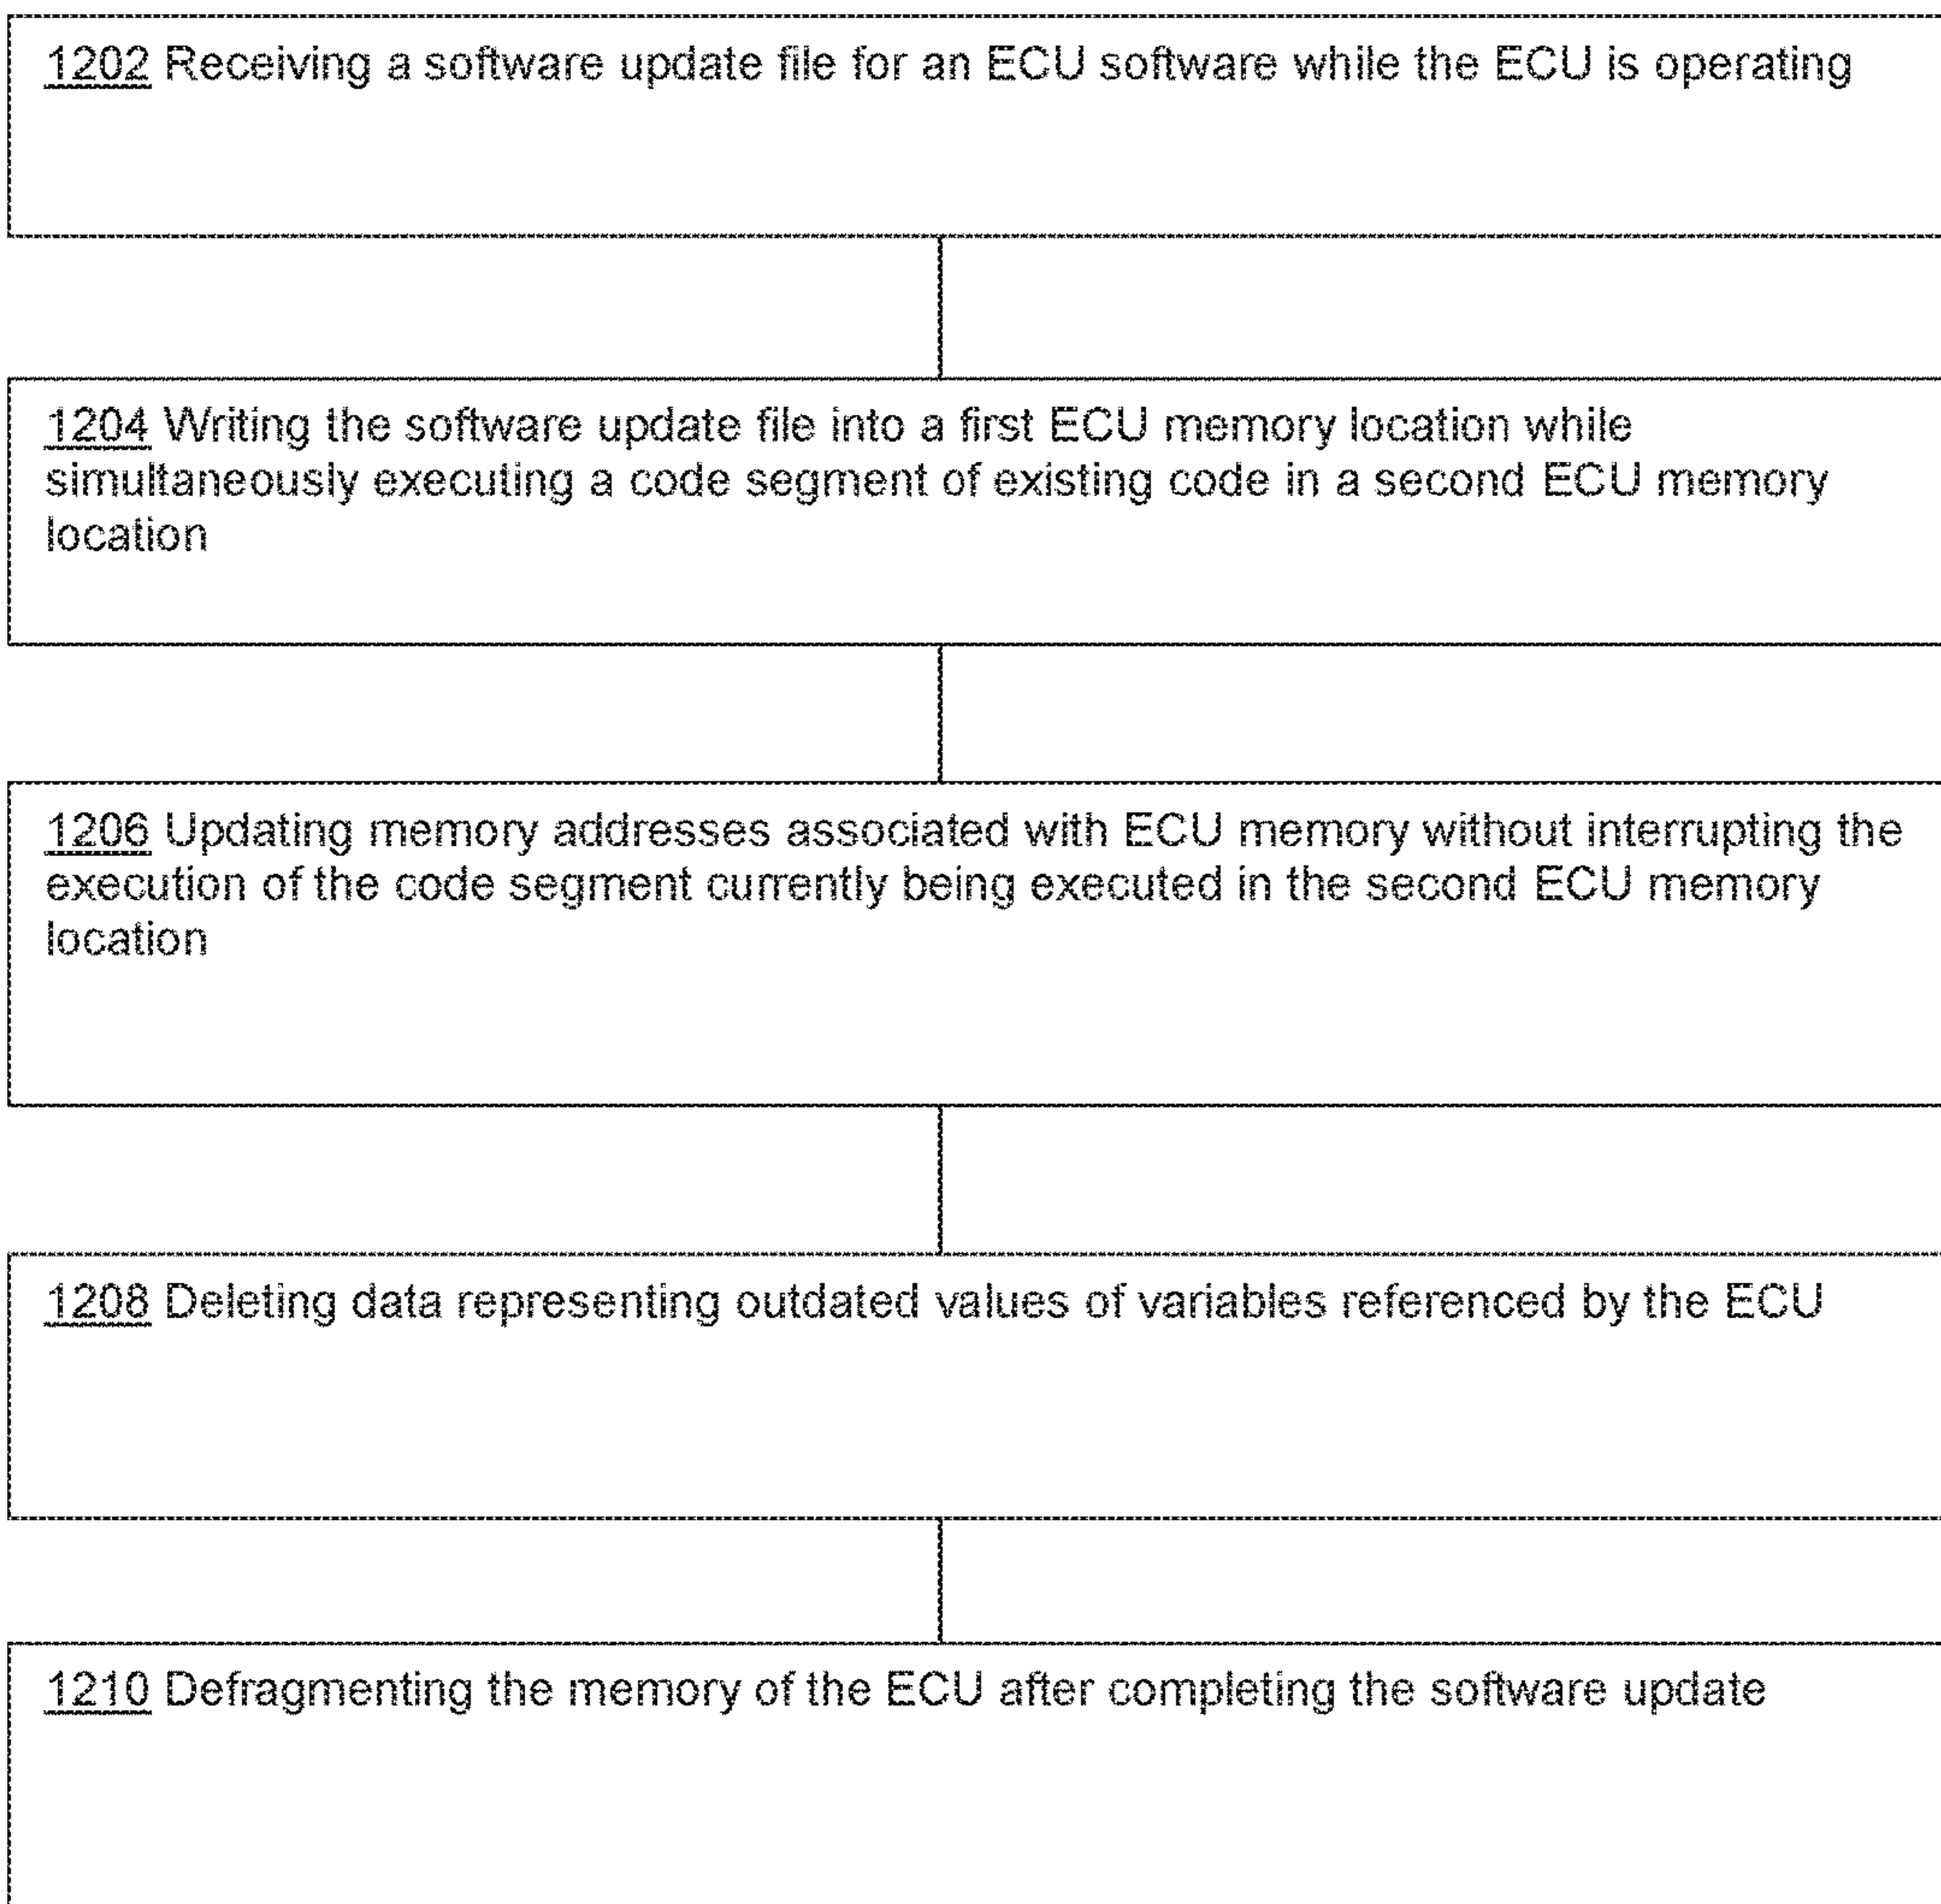 1202 Receiving a software update file for an ECU software while the ECU is operating
1204 Writing the software update file into a first ECU memory location while
simultaneously executing a code segment of existing code in a second ECU memory
location
1206 Updating memory addresses associated with ECU memory without interrupting the
execution of the code segment currently being executed in the second ECU memory
location
1208 Deleting data representing outdated values of variables referenced by the ECU
1210 Defragmenting the memory of the ECU after completing the software update